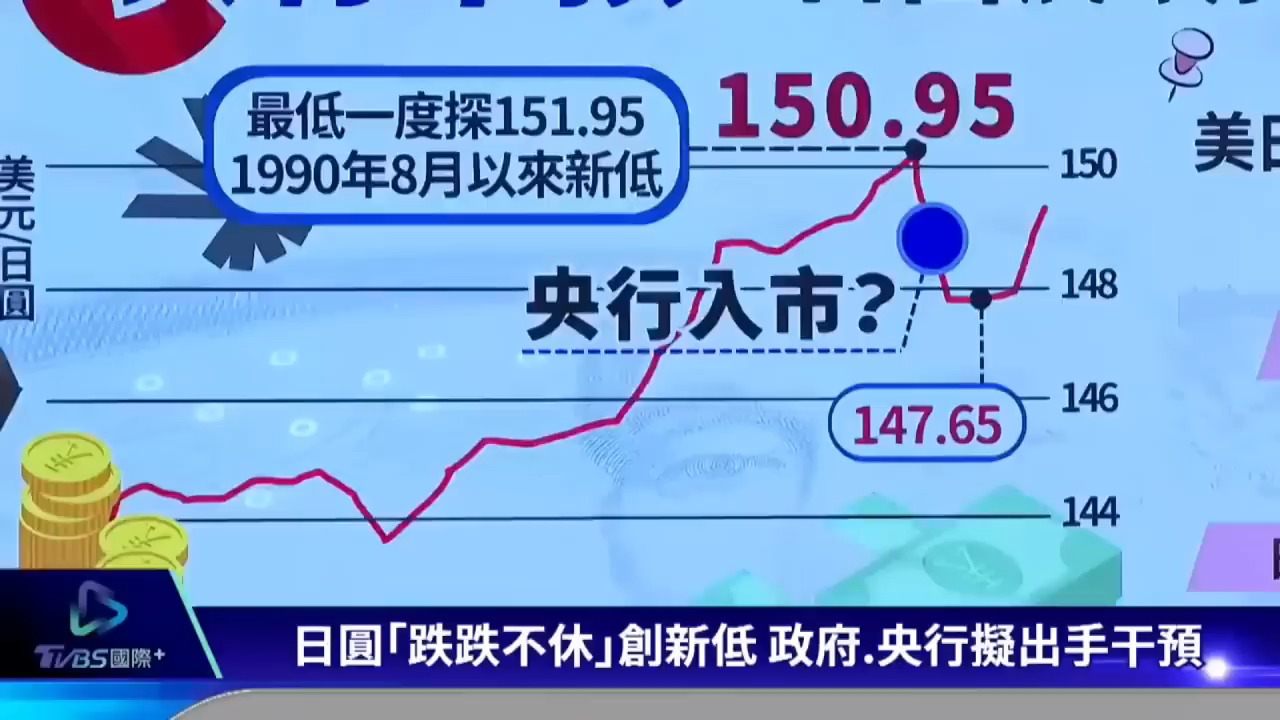 最低一度探151.95
1990年8月以來新低
150.95
美元/日圓
150
148
146
144
央行入市?
147.65
美日
TVBS國際+
日圓「跌跌不休」創新低 政府.央行擬出手干預